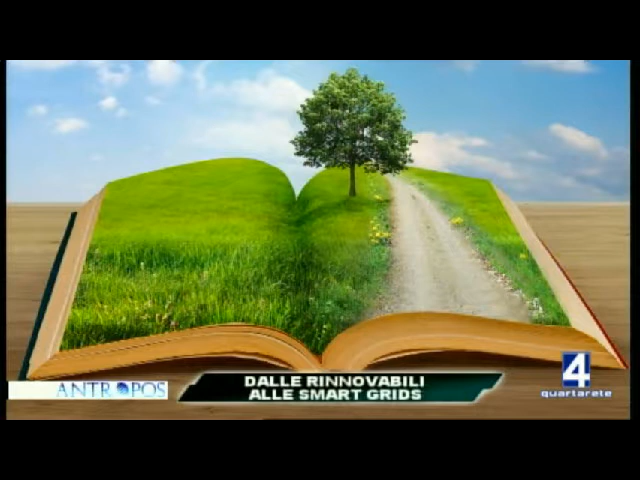 ANTROPOS
DALLE RINNOVABILI
ALLE SMART GRIDS
4
quartarete